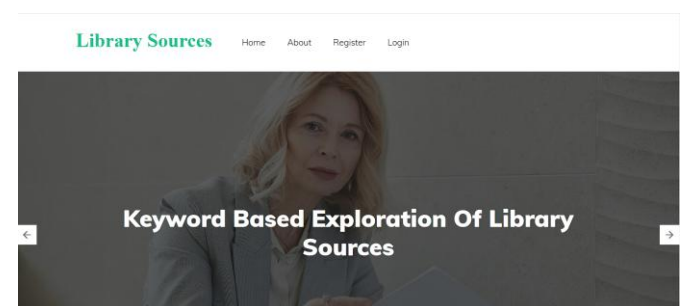 Library Sources
Home About Register Login
Keyword Based Exploration Of Library
Sources